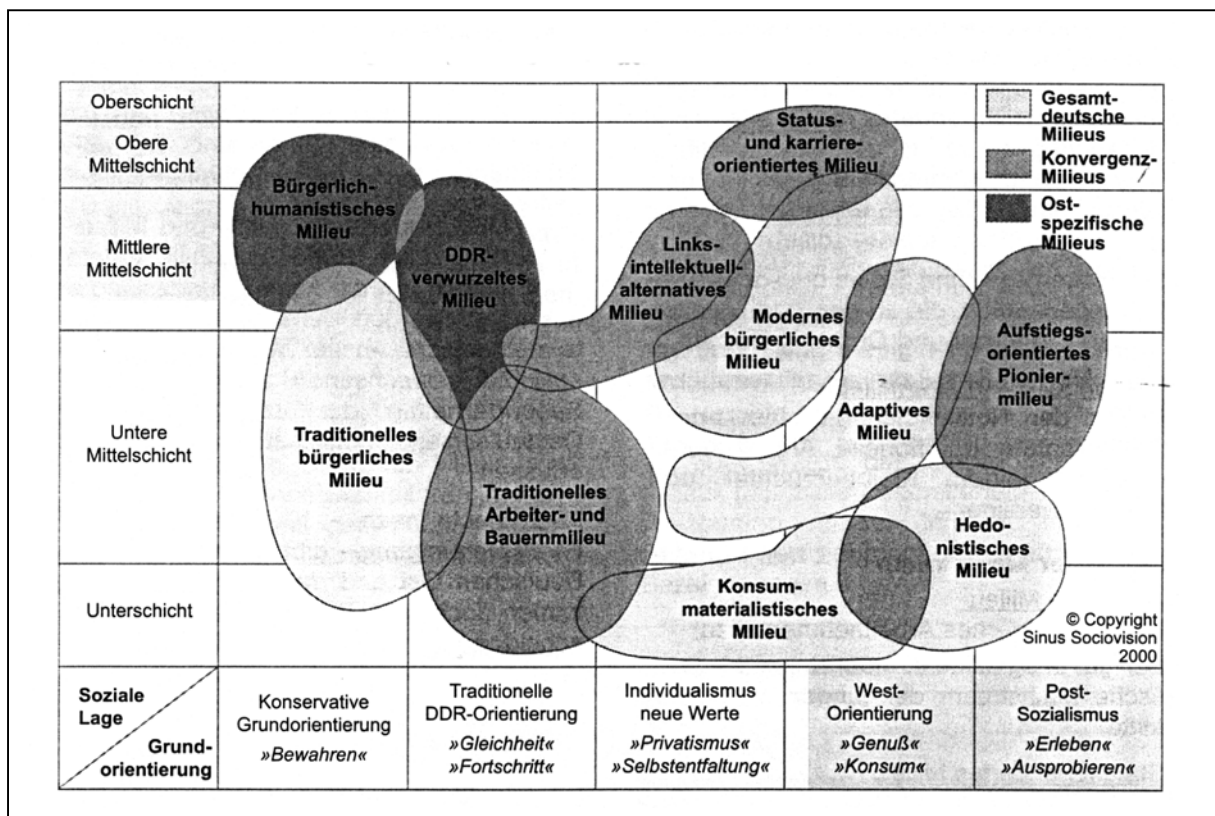 Oberschicht
Obere
Mittelschicht
Mittlere
Mittelschicht
Untere
Mittelschicht
Unterschicht
Bürgerlich-
humanistisches
Milieu
DDR-
verwurzeltes
Milieu
Links-
intellektuell-
alternatives
Milieu
Status-
und karriere-
orientiertes Milieu
Modernes
bürgerliches
Milieu
Adaptives
Milieu
Aufstiegs-
orientiertes
Pionier-
milieu
Traditionelles
bürgerliches
Milieu
Traditionelles
Arbeiter- und
Bauernmilieu
Konsum-
materialistisches
MIlieu
Hedo-
nistisches
Milieu
Gesamt-
deutsche
Milieus
Konvergenz-
Milieus
Ost-
spezifische
Milieus
© Copyright
Sinus Sociovision
2000
Soziale
Lage
Grund-
orientierung
Konservative
Grundorientierung
»Bewahren«
Traditionelle
DDR-Orientierung
»Gleichheit«
»Fortschritt«
Individualismus
neue Werte
»Privatismus«
»Selbstentfaltung«
West-
Orientierung
»Genuß«
»Konsum«
Post-
Sozialismus
»Erleben«
»Ausprobieren«